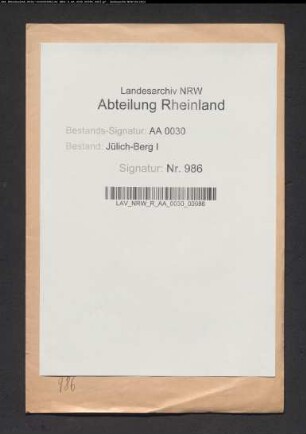 Landesarchiv NRW
Abteilung Rheinland
Bestands-Signatur: AA 0030
Bestand: Jülich-Berg I
Signatur: Nr. 986
LAV_NRW_R_AA_0030_00986
986